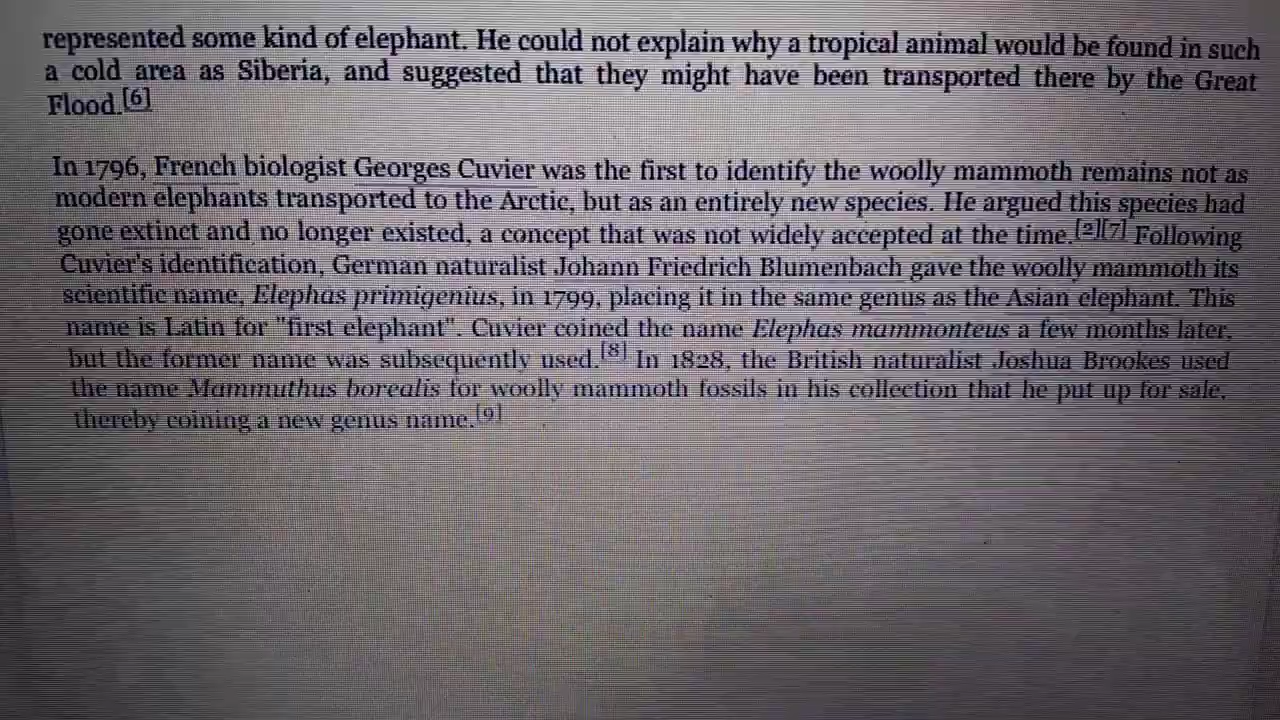 represented some kind of elephant. He could not explain why a tropical animal would be found in such
a cold area as Siberia, and suggested that they might have been transported there by the Great
Flood.[6]
In 1796, French biologist Georges Cuvier was the first to identify the woolly mammoth remains not as
modern elephants transported to the Arctic, but as an entirely new species. He argued this species had
gone extinct and no longer existed, a concept that was not widely accepted at the time.[2][7] Following
Cuvier's identification, German naturalist Johann Friedrich Blumenbach gave the woolly mammoth its
scientific name, Elephas primigenius, in 1799, placing it in the same genus as the Asian elephant. This
name is Latin for "first elephant". Cuvier coined the name Elephas mammonteus a few months later,
but the former name was subsequently used.[8] In 1828, the British naturalist Joshua Brookes used
the name Mammuthus borealis for woolly mammoth fossils in his collection that he put up for sale,
thereby coining a new genus name.[9]